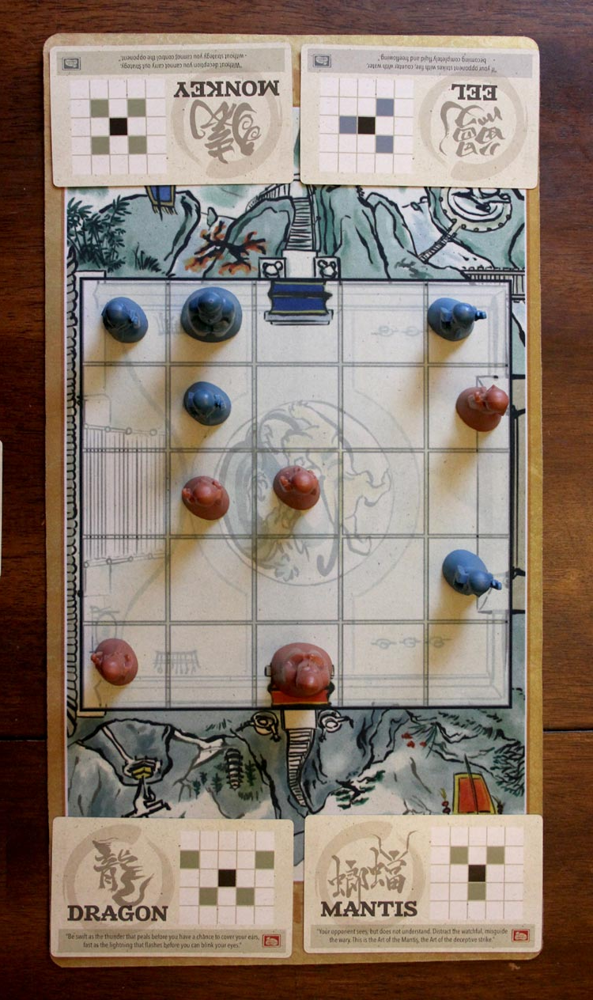 "Without deception you cannot carry out strategy,
- without strategy you cannot control the opponent."
MONKEY
"If your opponent strikes with fire, counter with water,
becoming completely fluid and freeflowing."
EEL
龍
DRAGON
"Be swift as the thunder that peals before you have a chance to cover your ears,
fast as the lightning that flashes before you can blink your eyes."
螂蟷
MANTIS
"Your opponent sees, but does not understand. Distract the watchful, misguide
the wary. This is the Art of the Mantis, the Art of the deceptive strike."